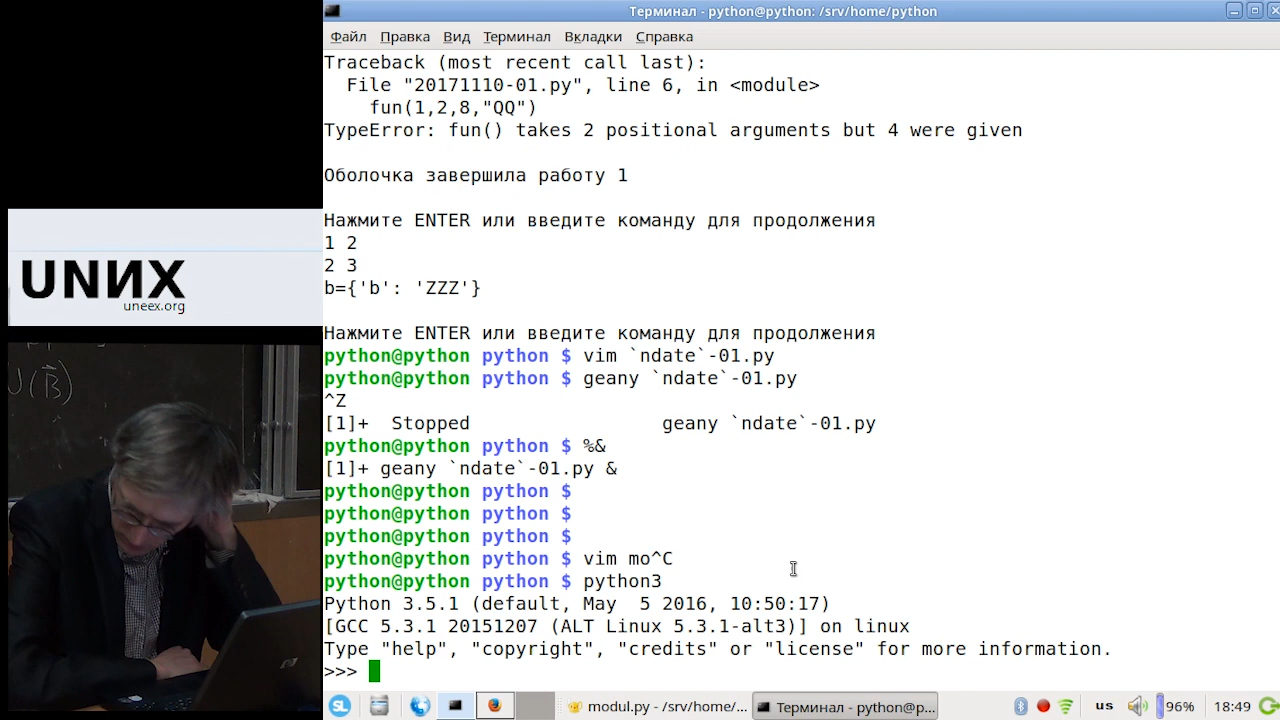 Терминал - python@python: /srv/home/python
Файл Правка Вид Терминал Вкладки Справка
Traceback (most recent call last):
File "20171110-01.py", line 6, in <module>
fun(1,2,8,"QQ")
TypeError: fun() takes 2 positional arguments but 4 were given
Оболочка завершила работу 1
Нажмите ENTER или введите команду для продолжения
1 2
2 3
b={'b': 'ZZZ'}
Нажмите ENTER или введите команду для продолжения
python@python python $ vim `ndate`-01.py
python@python python $ geany `ndate`-01.py
^Z
[1]+  Stopped                 geany `ndate`-01.py
python@python python $ %&
[1]+ geany `ndate`-01.py &
python@python python $
python@python python $
python@python python $
python@python python $ vim mo^C
python@python python $ python3
Python 3.5.1 (default, May  5 2016, 10:50:17)
[GCC 5.3.1 20151207 (ALT Linux 5.3.1-alt3)] on linux
Type "help", "copyright", "credits" or "license" for more information.
>>>
UNИX
uneex.org
modul.py - /srv/home/... Терминал - python@p... us 96% 18:49